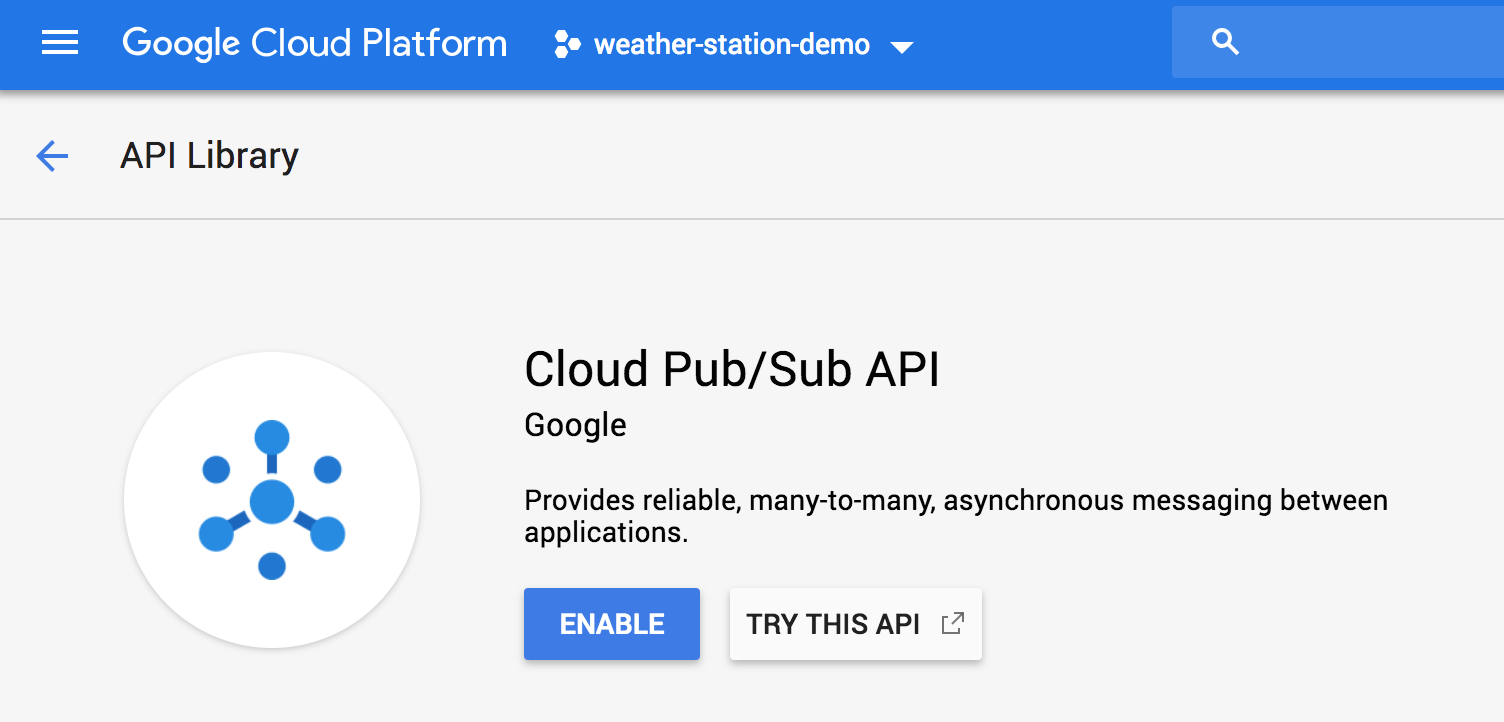 Google Cloud Platform weather-station-demo
API Library
Cloud Pub/Sub API
Google
Provides reliable, many-to-many, asynchronous messaging between
applications.
ENABLE TRY THIS API